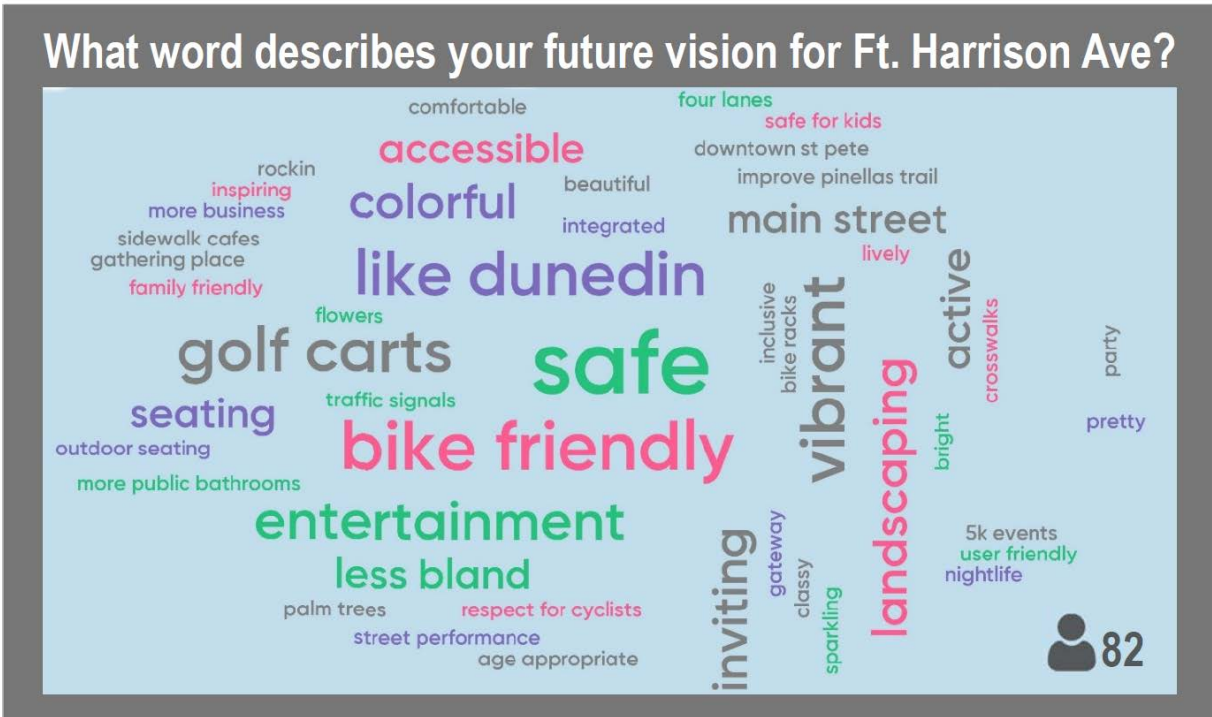 What word describes your future vision for Ft. Harrison Ave?
comfortable
four lanes
safe for kids
accessible
downtown st pete
rockin
improve pinellas trail
inspiring
beautiful
more business
colorful
main street
integrated
sidewalk cafes
gathering place
lively
like dunedin
family friendly
active
inclusive
bike racks
vibrant
crosswalks
party
flowers
golf carts
safe
landscaping
traffic signals
seating
pretty
outdoor seating
bike friendly
bright
more public bathrooms
entertainment
5k events
user friendly
nightlife
less bland
inviting
gateway
classy
sparkling
palm trees
respect for cyclists
street performance
age appropriate
82